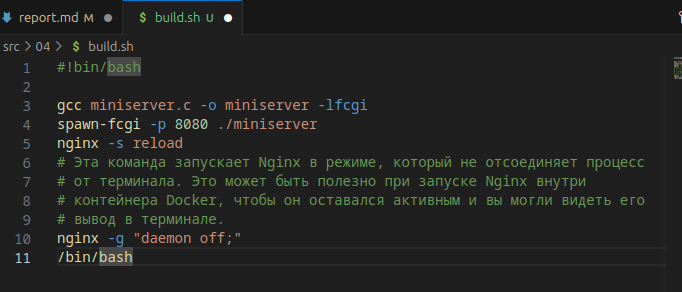 report.md M
$ build.sh U
src > 04 > $ build.sh
1 #!bin/bash
2
3 gcc miniserver.c -o miniserver -lfcgi
4 spawn-fcgi -p 8080 ./miniserver
5 nginx -s reload
6 # Эта команда запускает Nginx в режиме, который не отсоединяет процесс
7 # от терминала. Это может быть полезно при запуске Nginx внутри
8 # контейнера Docker, чтобы он оставался активным и вы могли видеть его
9 # вывод в терминале.
10 nginx -g "daemon off;"
11 /bin/bash